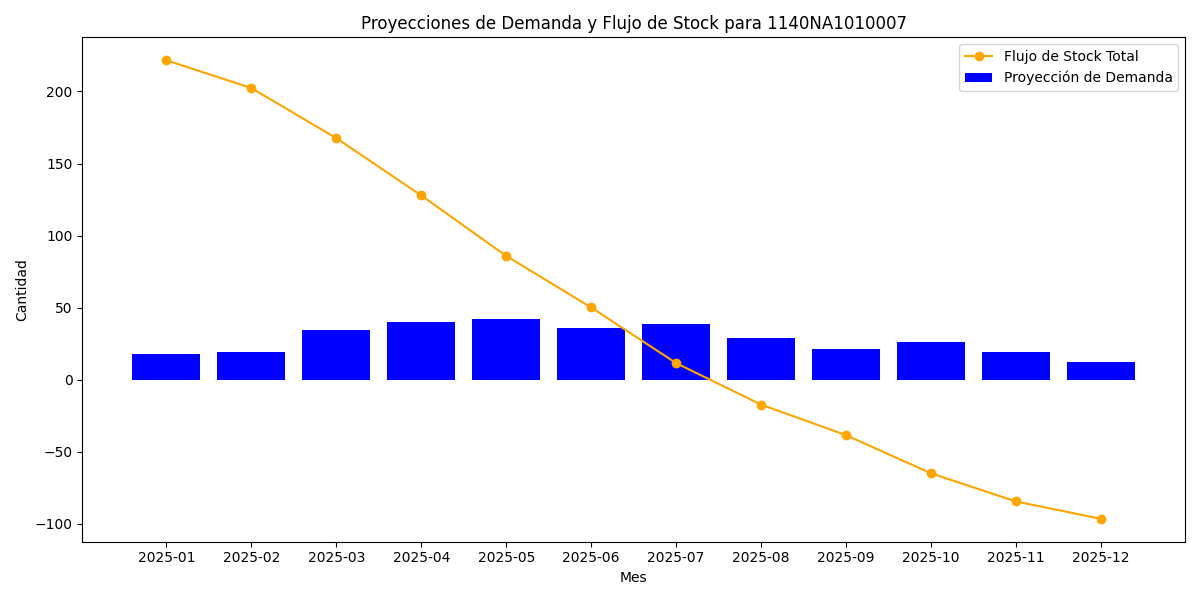 Proyecciones de Demanda y Flujo de Stock para 1140NA1010007
Flujo de Stock Total
Proyección de Demanda
Cantidad
200
150
100
50
0
−50
−100
2025-01 2025-02 2025-03 2025-04 2025-05 2025-06 2025-07 2025-08 2025-09 2025-10 2025-11 2025-12
Mes